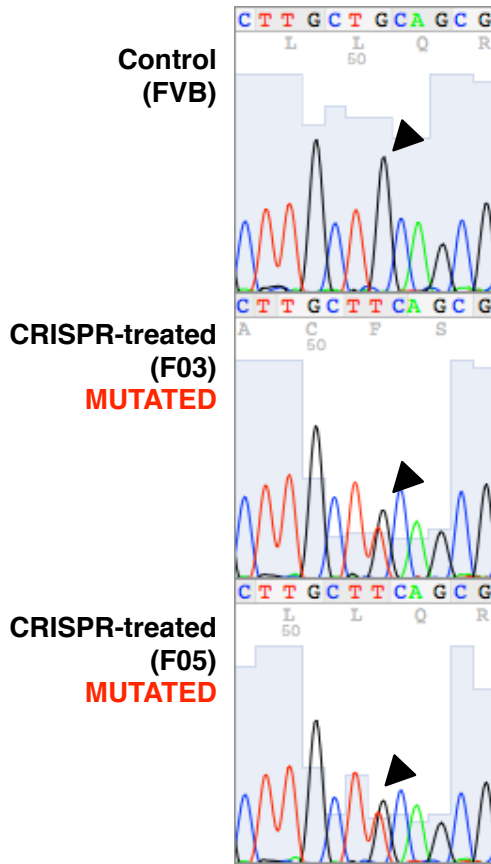 C T T G C T G C A G C G
L L Q R
50
Control
(FVB)
C T T G C T T C A G C G
A C F S
50
CRISPR-treated
(F03)
MUTATED
C T T G C T T C A G C G
L L Q R
50
CRISPR-treated
(F05)
MUTATED